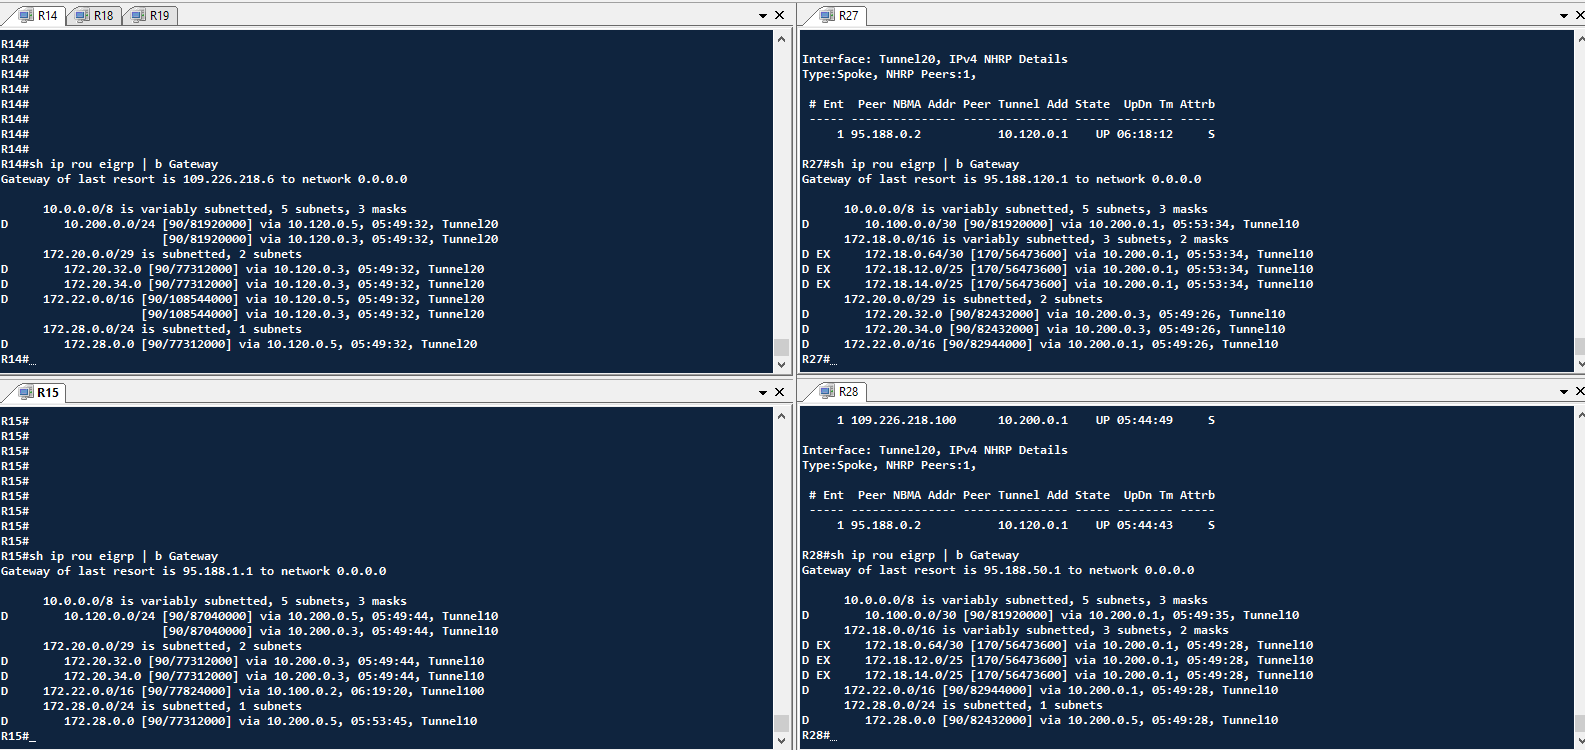 R14
R18
R19
R14#
R14#
R14#
R14#
R14#
R14#
R14#
R14#
R14#sh ip rou eigrp | b Gateway
Gateway of last resort is 109.226.218.6 to network 0.0.0.0
10.0.0.0/8 is variably subnetted, 5 subnets, 3 masks
D 10.200.0.0/24 [90/81920000] via 10.120.0.5, 05:49:32, Tunnel20
[90/81920000] via 10.120.0.3, 05:49:32, Tunnel20
172.20.0.0/29 is subnetted, 2 subnets
D 172.20.32.0 [90/77312000] via 10.120.0.3, 05:49:32, Tunnel20
D 172.20.34.0 [90/77312000] via 10.120.0.3, 05:49:32, Tunnel20
D 172.22.0.0/16 [90/108544000] via 10.120.0.5, 05:49:32, Tunnel20
[90/108544000] via 10.120.0.3, 05:49:32, Tunnel20
172.28.0.0/24 is subnetted, 1 subnets
D 172.28.0.0 [90/77312000] via 10.120.0.5, 05:49:32, Tunnel20
R14#_
R27
Interface: Tunnel20, IPv4 NHRP Details
Type:Spoke, NHRP Peers:1,
# Ent Peer NBMA Addr Peer Tunnel Add State UpDn Tm Attrb
----- --------------- --------------- ----- -------- -----
1 95.188.0.2 10.120.0.1 UP 06:18:12 S
R27#sh ip rou eigrp | b Gateway
Gateway of last resort is 95.188.120.1 to network 0.0.0.0
10.0.0.0/8 is variably subnetted, 5 subnets, 3 masks
D 10.100.0.0/30 [90/81920000] via 10.200.0.1, 05:53:34, Tunnel10
172.18.0.0/16 is variably subnetted, 3 subnets, 2 masks
D EX 172.18.0.64/30 [170/56473600] via 10.200.0.1, 05:53:34, Tunnel10
D EX 172.18.12.0/25 [170/56473600] via 10.200.0.1, 05:53:34, Tunnel10
D EX 172.18.14.0/25 [170/56473600] via 10.200.0.1, 05:53:34, Tunnel10
172.20.0.0/29 is subnetted, 2 subnets
D 172.20.32.0 [90/82432000] via 10.200.0.3, 05:49:26, Tunnel10
D 172.20.34.0 [90/82432000] via 10.200.0.3, 05:49:26, Tunnel10
D 172.22.0.0/16 [90/82944000] via 10.200.0.1, 05:49:26, Tunnel10
R27#_
R15
R15#
R15#
R15#
R15#
R15#
R15#
R15#
R15#
R15#
R15#sh ip rou eigrp | b Gateway
Gateway of last resort is 95.188.1.1 to network 0.0.0.0
10.0.0.0/8 is variably subnetted, 5 subnets, 3 masks
D 10.120.0.0/24 [90/87040000] via 10.200.0.5, 05:49:44, Tunnel10
[90/87040000] via 10.200.0.3, 05:49:44, Tunnel10
172.20.0.0/29 is subnetted, 2 subnets
D 172.20.32.0 [90/77312000] via 10.200.0.3, 05:49:44, Tunnel10
D 172.20.34.0 [90/77312000] via 10.200.0.3, 05:49:44, Tunnel10
D 172.22.0.0/16 [90/77824000] via 10.100.0.2, 06:19:20, Tunnel100
172.28.0.0/24 is subnetted, 1 subnets
D 172.28.0.0 [90/77312000] via 10.200.0.5, 05:53:45, Tunnel10
R15#_
R28
1 109.226.218.100 10.200.0.1 UP 05:44:49 S
Interface: Tunnel20, IPv4 NHRP Details
Type:Spoke, NHRP Peers:1,
# Ent Peer NBMA Addr Peer Tunnel Add State UpDn Tm Attrb
----- --------------- --------------- ----- -------- -----
1 95.188.0.2 10.120.0.1 UP 05:44:43 S
R28#sh ip rou eigrp | b Gateway
Gateway of last resort is 95.188.50.1 to network 0.0.0.0
10.0.0.0/8 is variably subnetted, 5 subnets, 3 masks
D 10.100.0.0/30 [90/81920000] via 10.200.0.1, 05:49:35, Tunnel10
172.18.0.0/16 is variably subnetted, 3 subnets, 2 masks
D EX 172.18.0.64/30 [170/56473600] via 10.200.0.1, 05:49:28, Tunnel10
D EX 172.18.12.0/25 [170/56473600] via 10.200.0.1, 05:49:28, Tunnel10
D EX 172.18.14.0/25 [170/56473600] via 10.200.0.1, 05:49:28, Tunnel10
D 172.22.0.0/16 [90/82944000] via 10.200.0.1, 05:49:28, Tunnel10
172.28.0.0/24 is subnetted, 1 subnets
D 172.28.0.0 [90/82432000] via 10.200.0.5, 05:49:28, Tunnel10
R28#_